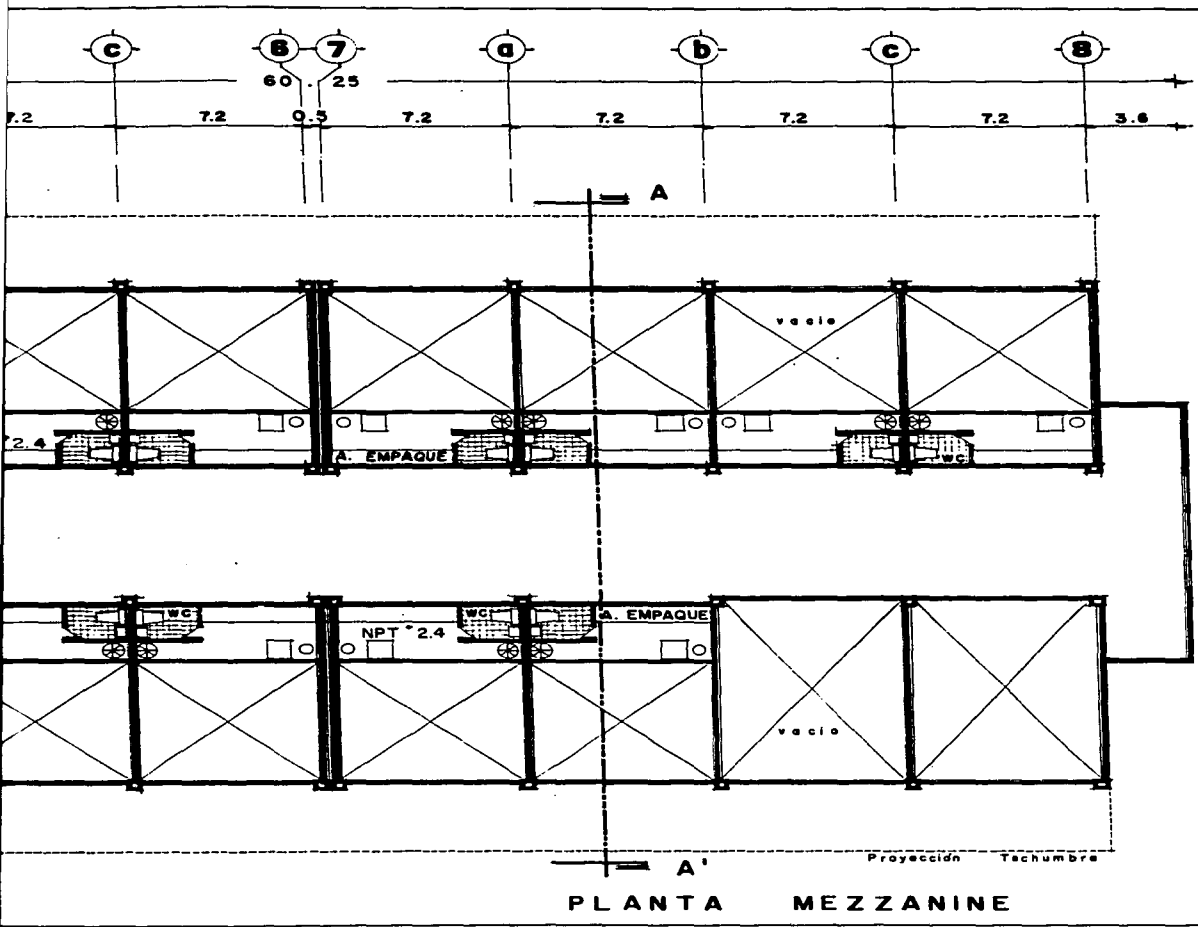 c 6 7 a b c 8
60.25
7.2 7.2 0.5 7.2 7.2 7.2 7.2 3.6
A
vacio
2.4 A. EMPAQUE WC
WC WC A. EMPAQUE
NPT +2.4
vacio
Proyección Techumbre
A'
PLANTA MEZZANINE